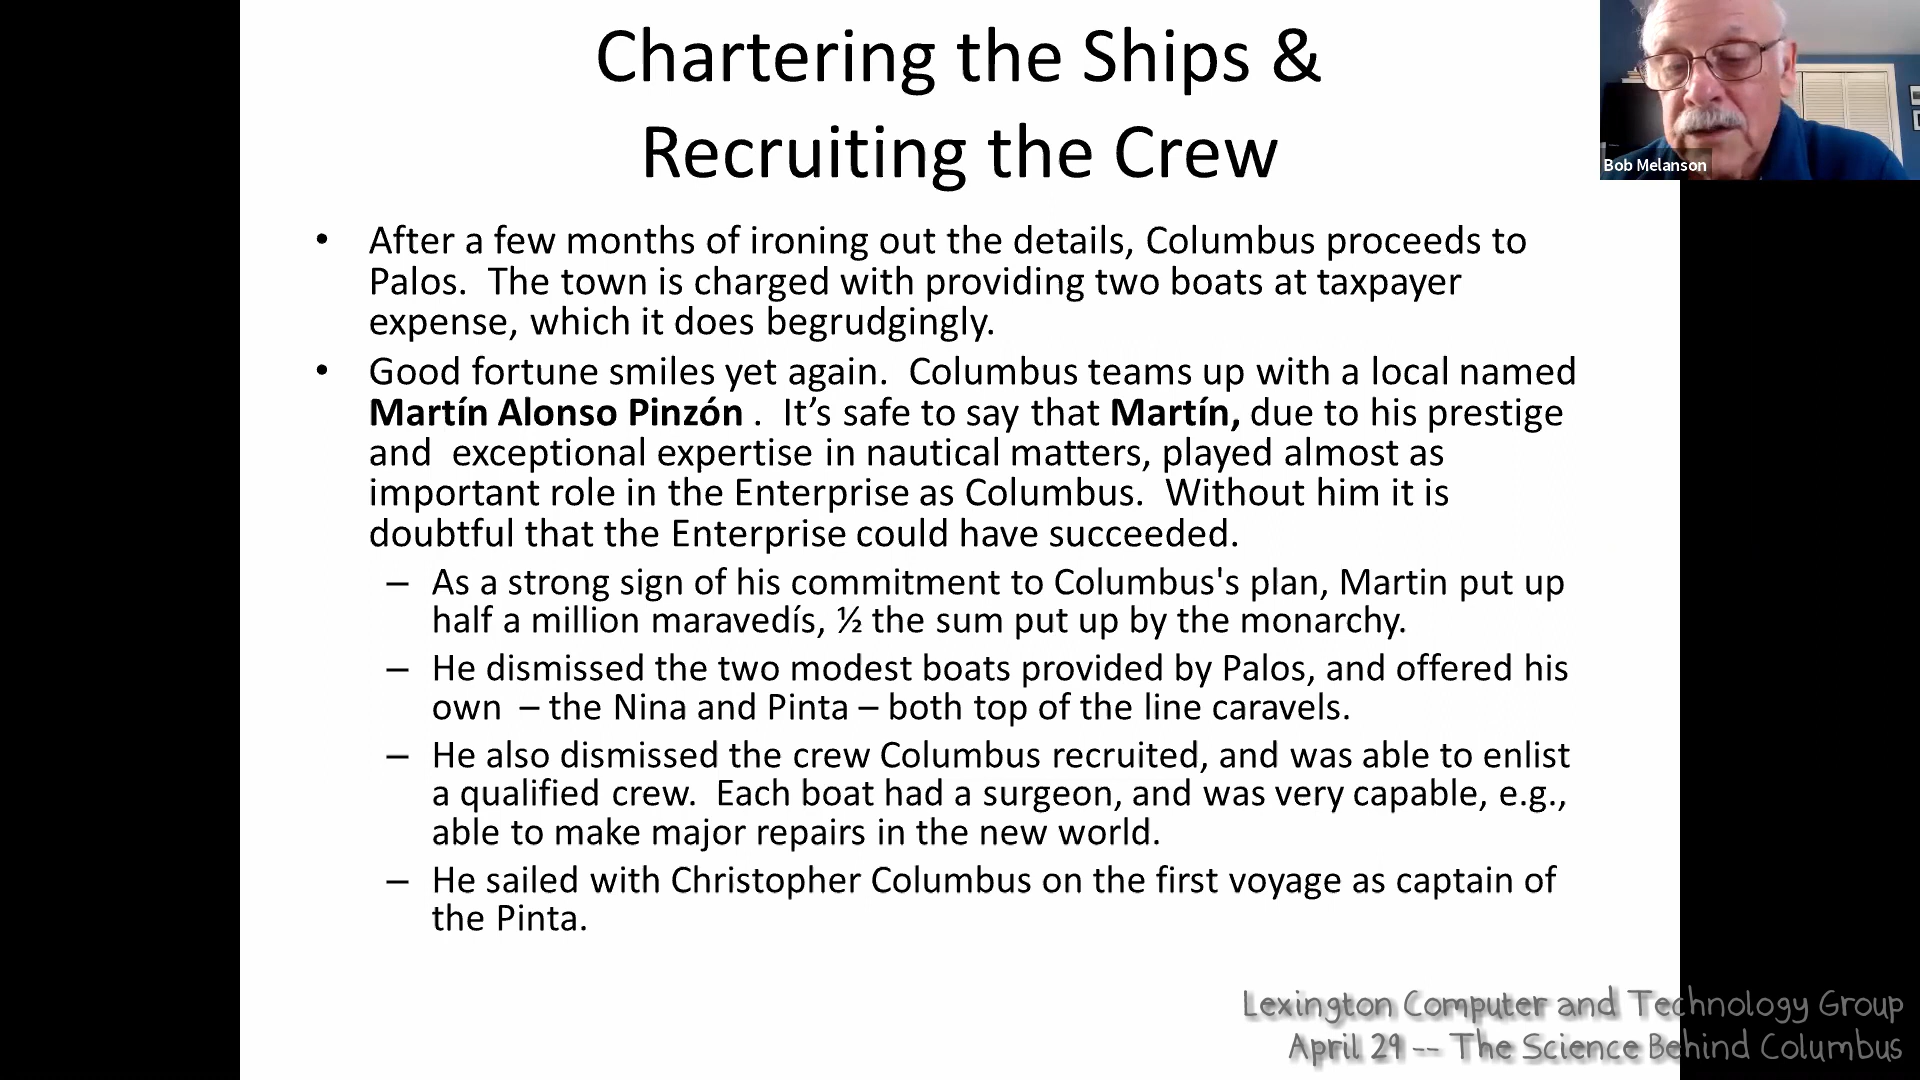 Chartering the Ships &
Recruiting the Crew
Bob Melanson
• After a few months of ironing out the details, Columbus proceeds to
Palos.  The town is charged with providing two boats at taxpayer
expense, which it does begrudgingly.
• Good fortune smiles yet again.  Columbus teams up with a local named
Martín Alonso Pinzón .  It’s safe to say that Martín, due to his prestige
and  exceptional expertise in nautical matters, played almost as
important role in the Enterprise as Columbus.  Without him it is
doubtful that the Enterprise could have succeeded.
– As a strong sign of his commitment to Columbus's plan, Martin put up
half a million maravedís, ½ the sum put up by the monarchy.
– He dismissed the two modest boats provided by Palos, and offered his
own  – the Nina and Pinta – both top of the line caravels.
– He also dismissed the crew Columbus recruited, and was able to enlist
a qualified crew.  Each boat had a surgeon, and was very capable, e.g.,
able to make major repairs in the new world.
– He sailed with Christopher Columbus on the first voyage as captain of
the Pinta.
Lexington Computer and Technology Group
April 29 -- The Science Behind Columbus